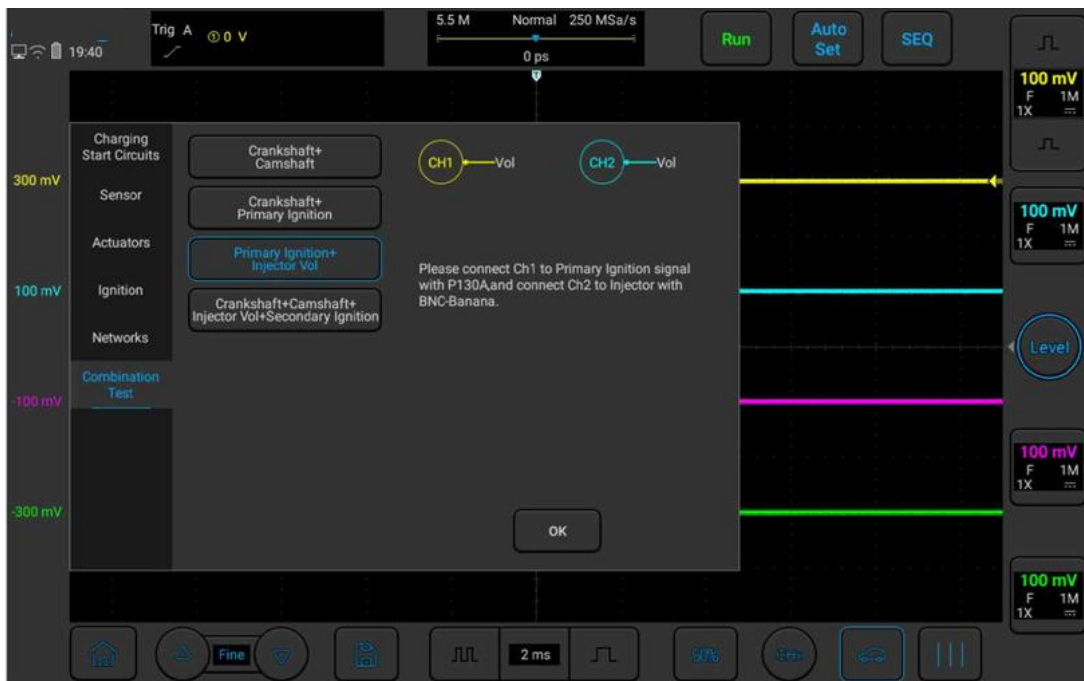 Trig A ① 0 V
5.5 M Normal 250 MSa/s
0 ps
19:40
Run
Auto
Set
SEQ
T
100 mV
F 1M
1X
300 mV
100 mV
-100 mV
-300 mV
Charging
Start Circuits
Sensor
Actuators
Ignition
Networks
Combination
Test
Crankshaft+
Camshaft
Crankshaft+
Primary Ignition
Primary Ignition+
Injector Vol
Crankshaft+Camshaft+
Injector Vol+Secondary Ignition
CH1 Vol
CH2 Vol
Please connect Ch1 to Primary Ignition signal
with P130A,and connect Ch2 to Injector with
BNC-Banana.
OK
100 mV
F 1M
1X
Level
100 mV
F 1M
1X
100 mV
F 1M
1X
Fine
2 ms
50%